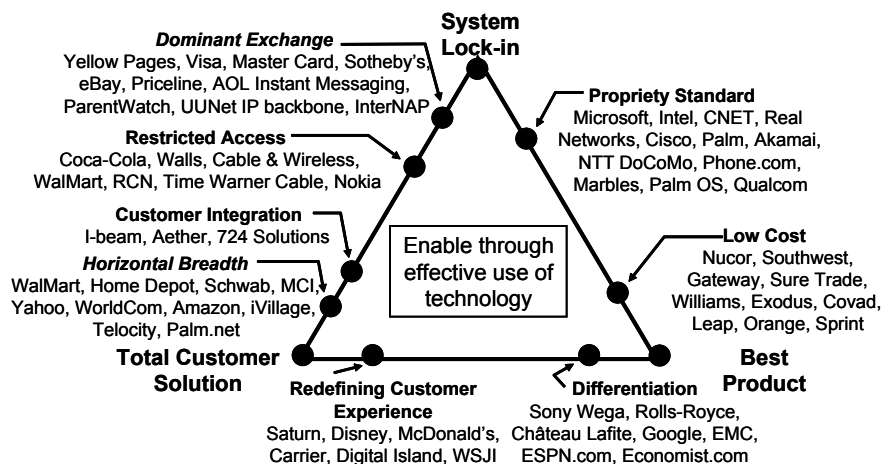 System
Lock-in
Dominant Exchange
Yellow Pages, Visa, Master Card, Sotheby's,
eBay, Priceline, AOL Instant Messaging,
ParentWatch, UUNet IP backbone, InterNAP
Propriety Standard
Microsoft, Intel, CNET, Real
Networks, Cisco, Palm, Akamai,
NTT DoCoMo, Phone.com,
Marbles, Palm OS, Qualcom
Restricted Access
Coca-Cola, Walls, Cable & Wireless,
WalMart, RCN, Time Warner Cable, Nokia
Customer Integration
I-beam, Aether, 724 Solutions
Enable through
effective use of
technology
Low Cost
Nucor, Southwest,
Gateway, Sure Trade,
Williams, Exodus, Covad,
Leap, Orange, Sprint
Horizontal Breadth
WalMart, Home Depot, Schwab, MCI,
Yahoo, WorldCom, Amazon, iVillage,
Telocity, Palm.net
Total Customer
Solution
Best
Product
Redefining Customer
Experience
Saturn, Disney, McDonald's,
Carrier, Digital Island, WSJI
Differentiation
Sony Wega, Rolls-Royce,
Château Lafite, Google, EMC,
ESPN.com, Economist.com